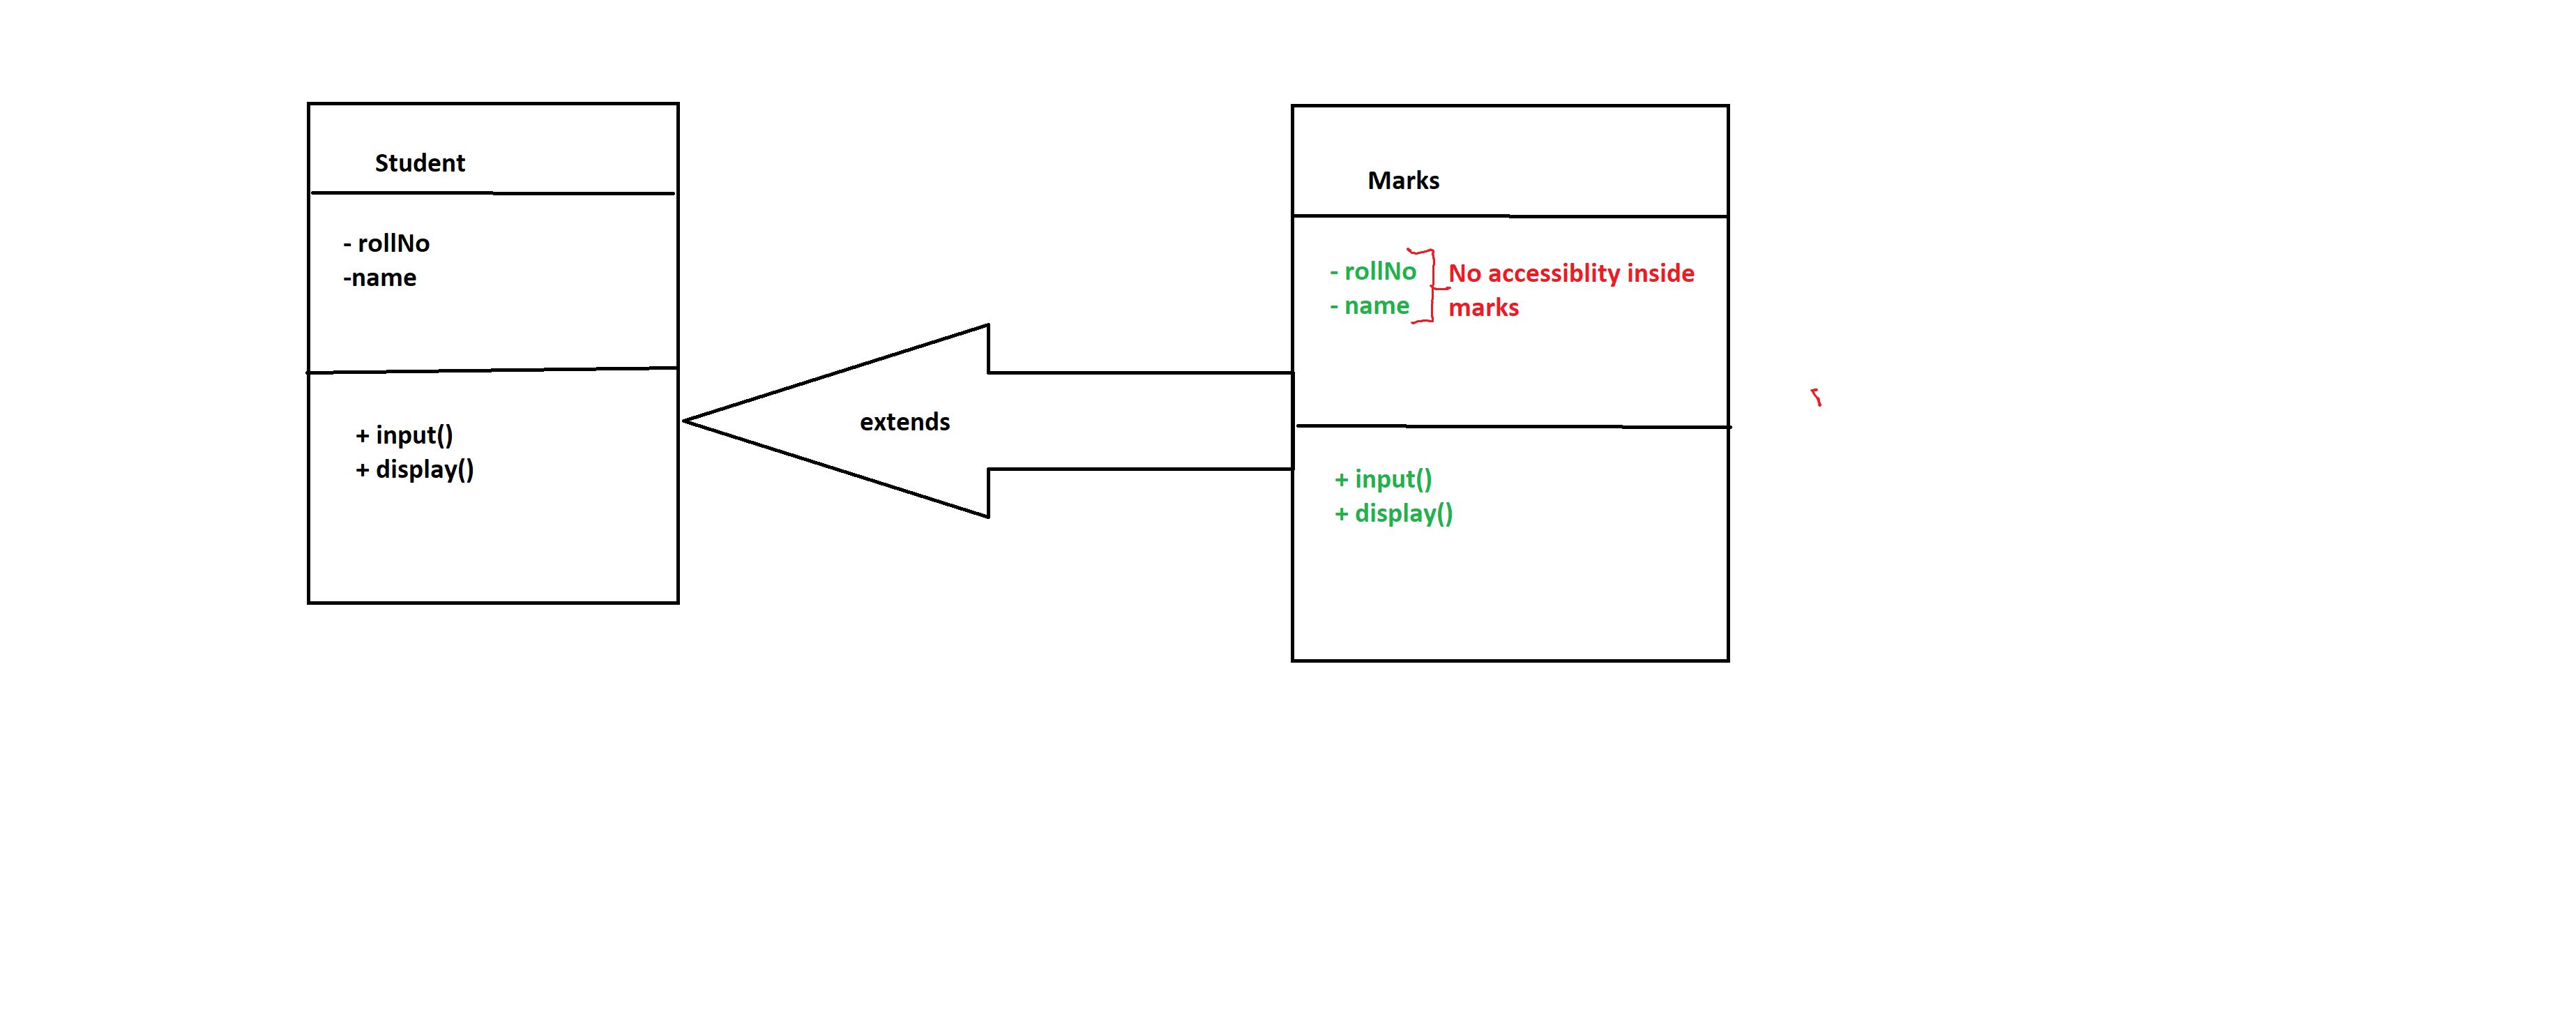 Student
- rollNo
-name
+ input()
+ display()
extends
Marks
- rollNo
- name
No accessiblity inside
marks
+ input()
+ display()